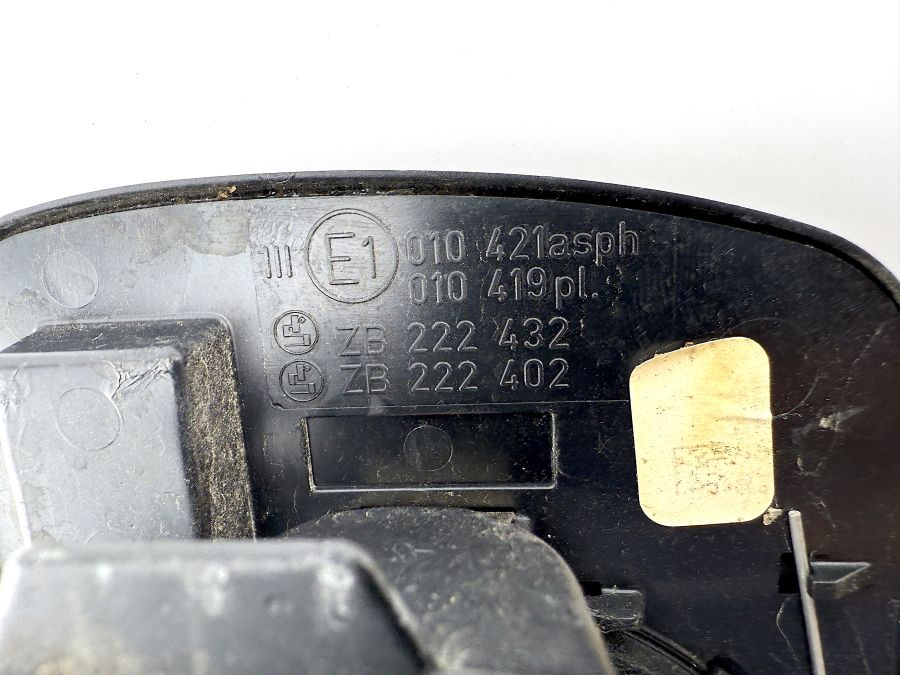 III E1 010 421asph
010 419pl.
ZB 222 432
ZB 222 402